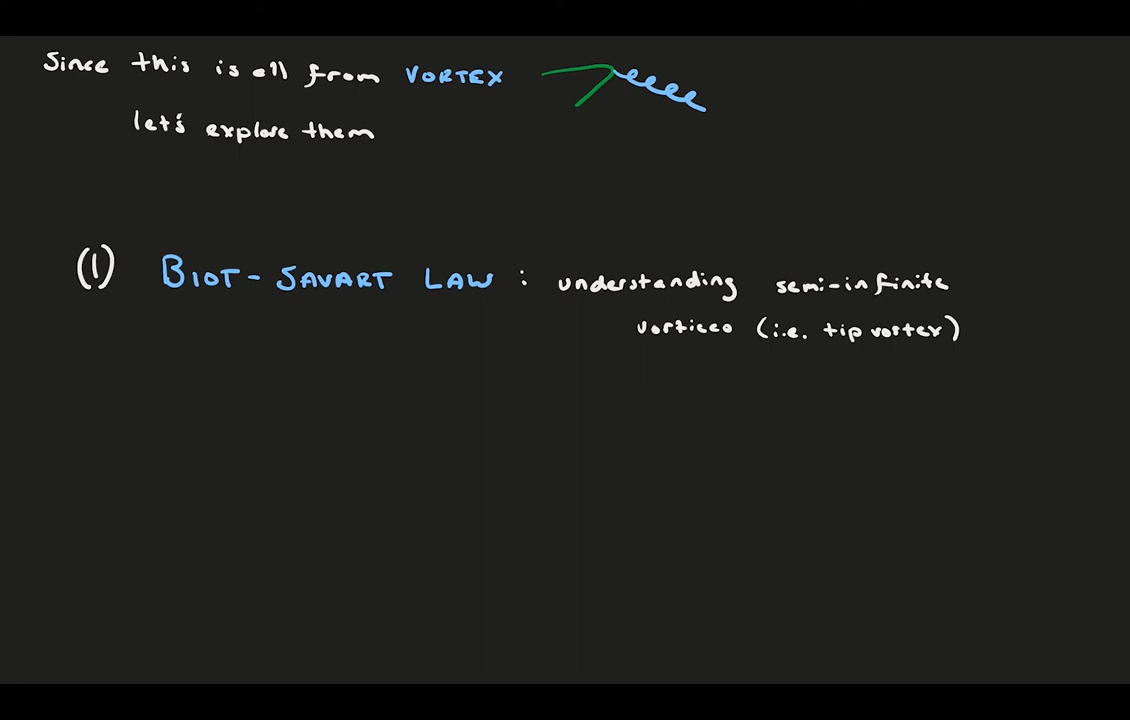 Since this is all from VORTEX
let's explore them
(1) BIOT-SAVART LAW : understanding semi-infinite
vortices (i.e. tip vortex)